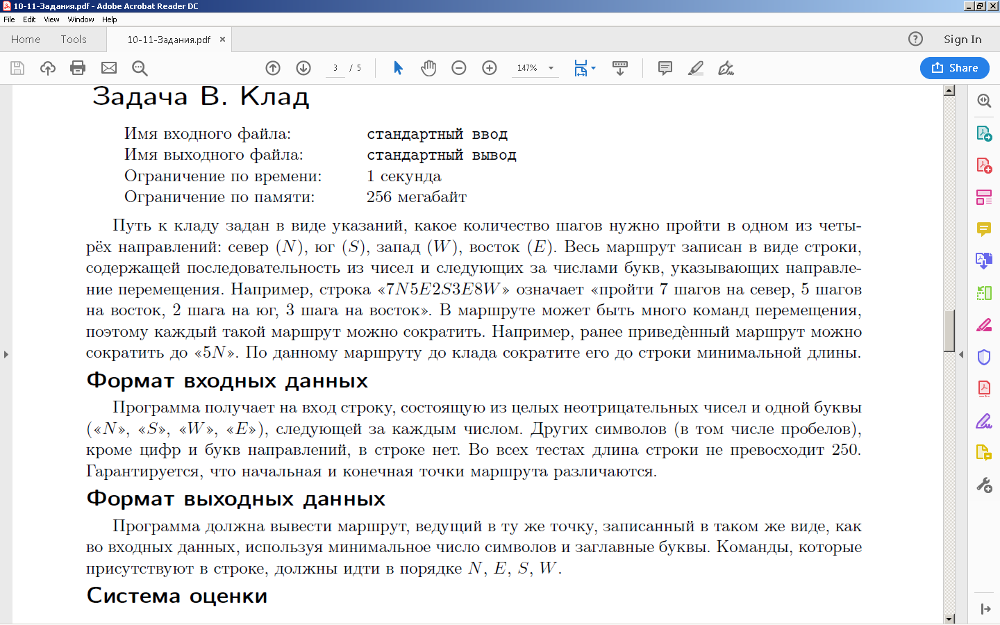 10-11-Задания.pdf - Adobe Acrobat Reader DC
File Edit View Window Help
Home Tools 10-11-Задания.pdf × ? Sign In
3 / 5 147% Share
Задача B. Клад
Имя входного файла: стандартный ввод
Имя выходного файла: стандартный вывод
Ограничение по времени: 1 секунда
Ограничение по памяти: 256 мегабайт
Путь к кладу задан в виде указаний, какое количество шагов нужно пройти в одном из четы-
рёх направлений: север (N), юг (S), запад (W), восток (E). Весь маршрут записан в виде строки,
содержащей последовательность из чисел и следующих за числами букв, указывающих направле-
ние перемещения. Например, строка «7N5E2S3E8W» означает «пройти 7 шагов на север, 5 шагов
на восток, 2 шага на юг, 3 шага на восток». В маршруте может быть много команд перемещения,
поэтому каждый такой маршрут можно сократить. Например, ранее приведѐнный маршрут можно
сократить до «5N». По данному маршруту до клада сократите его до строки минимальной длины.
Формат входных данных
Программа получает на вход строку, состоящую из целых неотрицательных чисел и одной буквы
(«N», «S», «W», «E»), следующей за каждым числом. Других символов (в том числе пробелов),
кроме цифр и букв направлений, в строке нет. Во всех тестах длина строки не превосходит 250.
Гарантируется, что начальная и конечная точки маршрута различаются.
Формат выходных данных
Программа должна вывести маршрут, ведущий в ту же точку, записанный в таком же виде, как
во входных данных, используя минимальное число символов и заглавные буквы. Команды, которые
присутствуют в строке, должны идти в порядке N, E, S, W.
Система оценки